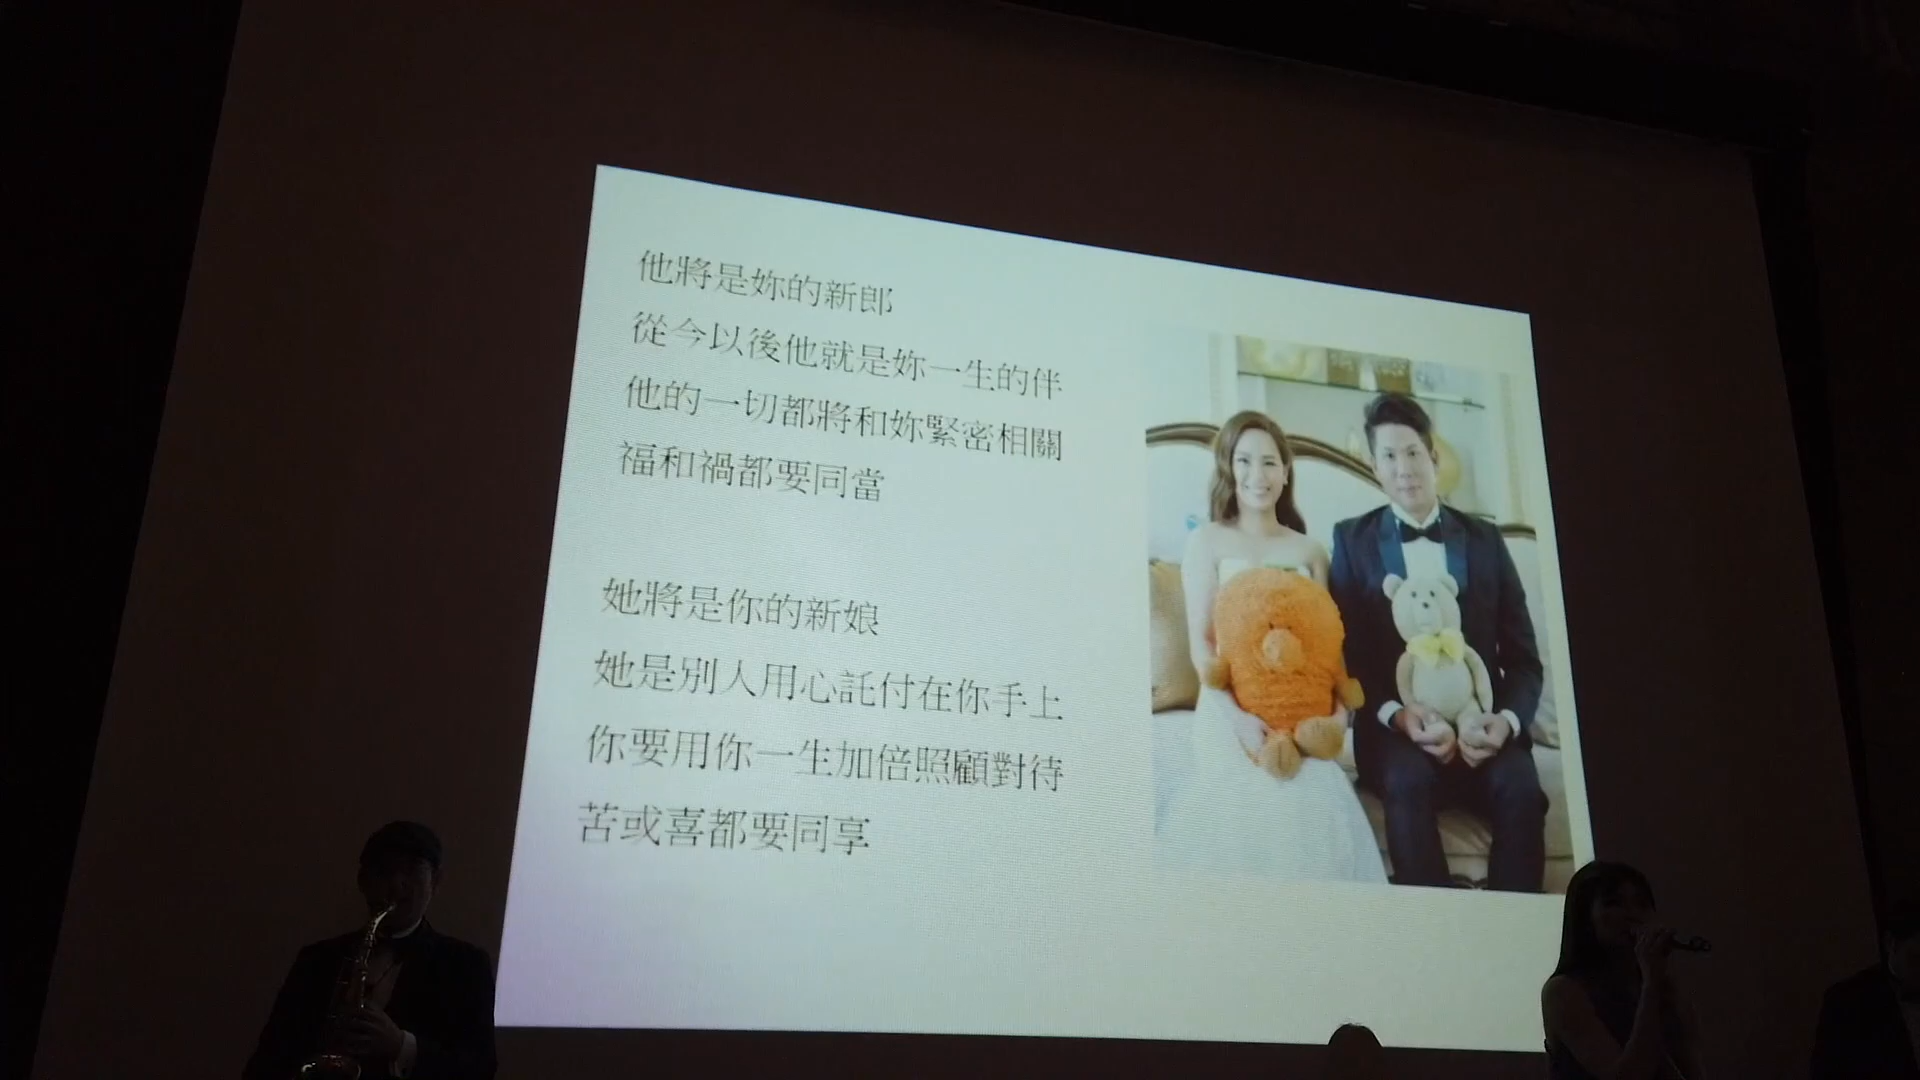 他將是妳的新郎
從今以後他就是妳一生的伴
他的一切都將和妳緊密相關
福和禍都要同當
她將是你的新娘
她是別人用心託付在你手上
你要用你一生加倍照顧對待
苦或喜都要同享